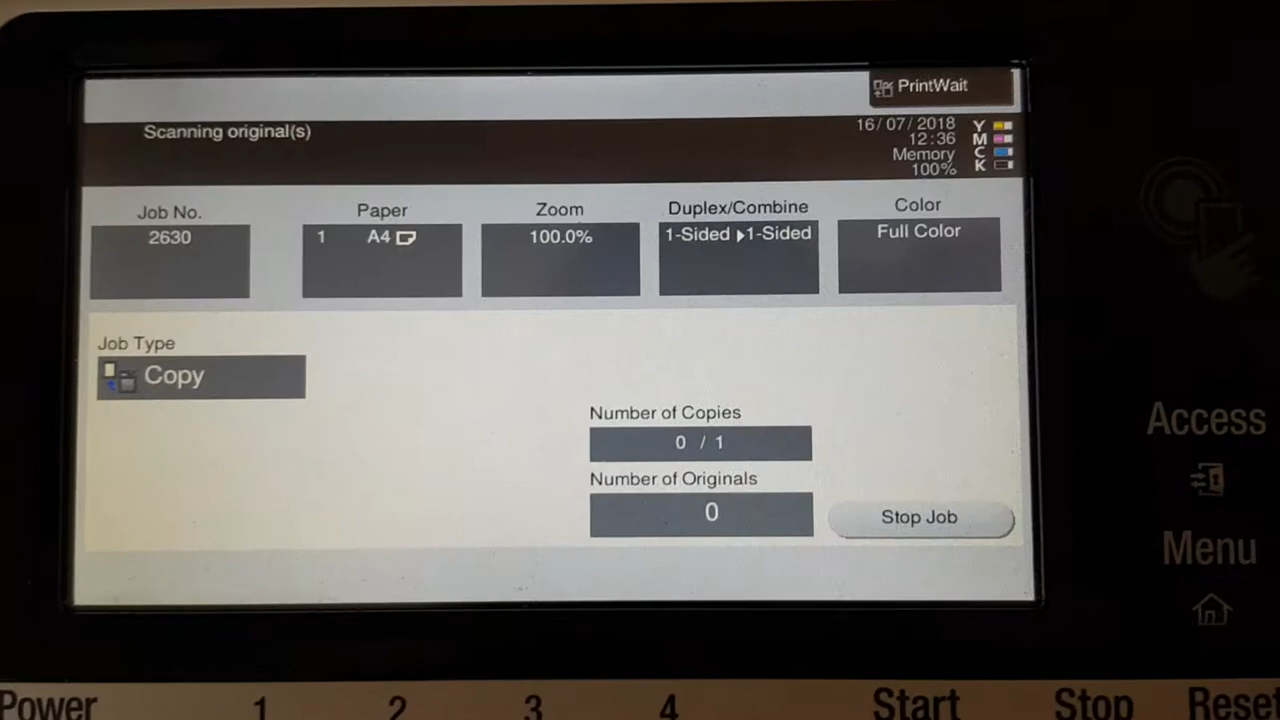 PrintWait
Scanning original(s)
16/07/2018
12:36
Memory
100%
Y
M
C
K
Job No.
2630
Paper
1 A4
Zoom
100.0%
Duplex/Combine
1-Sided ▶1-Sided
Color
Full Color
Job Type
Copy
Number of Copies
0 / 1
Number of Originals
0
Stop Job
Access
Menu
Power 1 2 3 4 Start Stop Reset